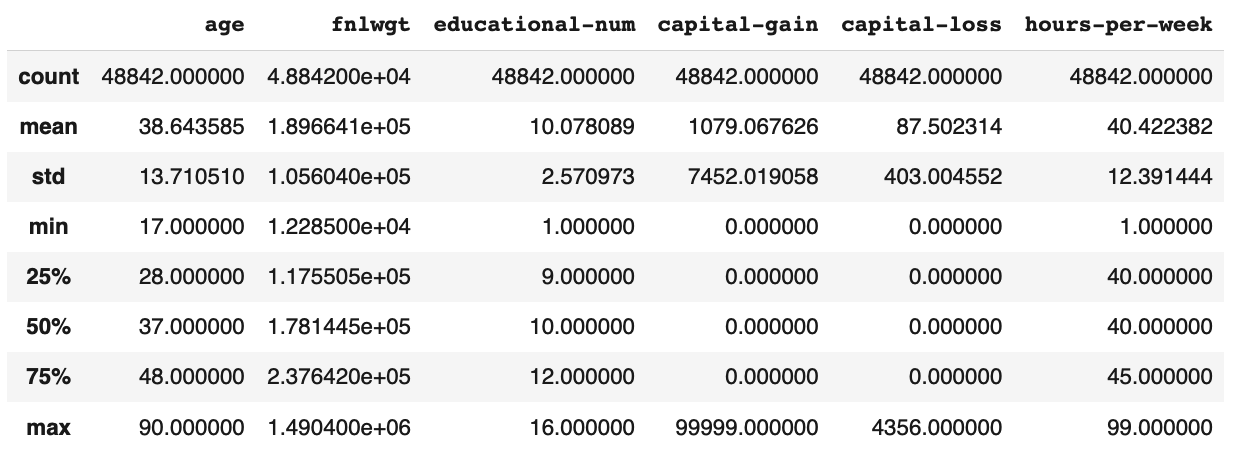 age fnlwgt educational-num capital-gain capital-loss hours-per-week
count 48842.000000 4.884200e+04 48842.000000 48842.000000 48842.000000 48842.000000
mean 38.643585 1.896641e+05 10.078089 1079.067626 87.502314 40.422382
std 13.710510 1.056040e+05 2.570973 7452.019058 403.004552 12.391444
min 17.000000 1.228500e+04 1.000000 0.000000 0.000000 1.000000
25% 28.000000 1.175505e+05 9.000000 0.000000 0.000000 40.000000
50% 37.000000 1.781445e+05 10.000000 0.000000 0.000000 40.000000
75% 48.000000 2.376420e+05 12.000000 0.000000 0.000000 45.000000
max 90.000000 1.490400e+06 16.000000 99999.000000 4356.000000 99.000000